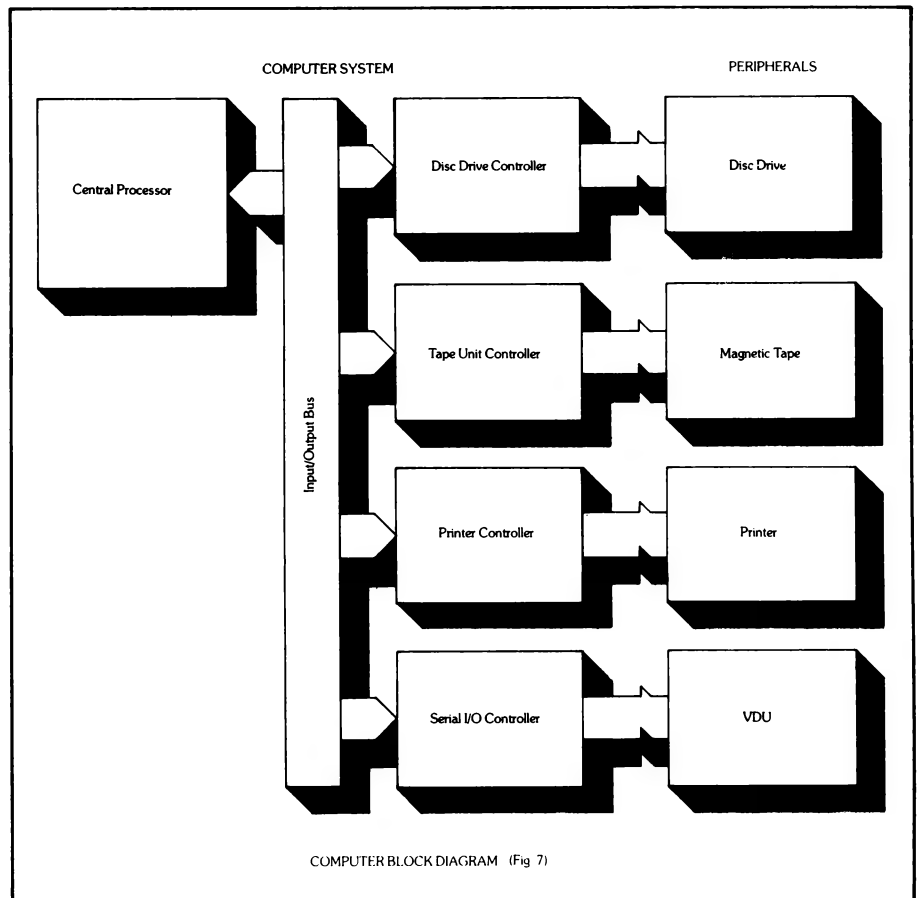 COMPUTER SYSTEM
PERIPHERALS
Central Processor
Disc Drive Controller
Disc Drive
Tape Unit Controller
Magnetic Tape
Input/Output Bus
Printer Controller
Printer
Serial I/O Controller
VDU
COMPUTER BLOCK DIAGRAM (Fig 7)